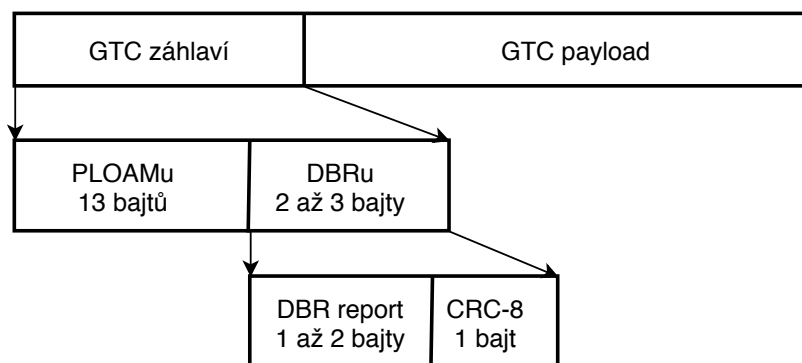 GTC záhlaví
GTC payload
PLOAMu
13 bajtů
DBRu
2 až 3 bajty
DBR report
1 až 2 bajty
CRC-8
1 bajt